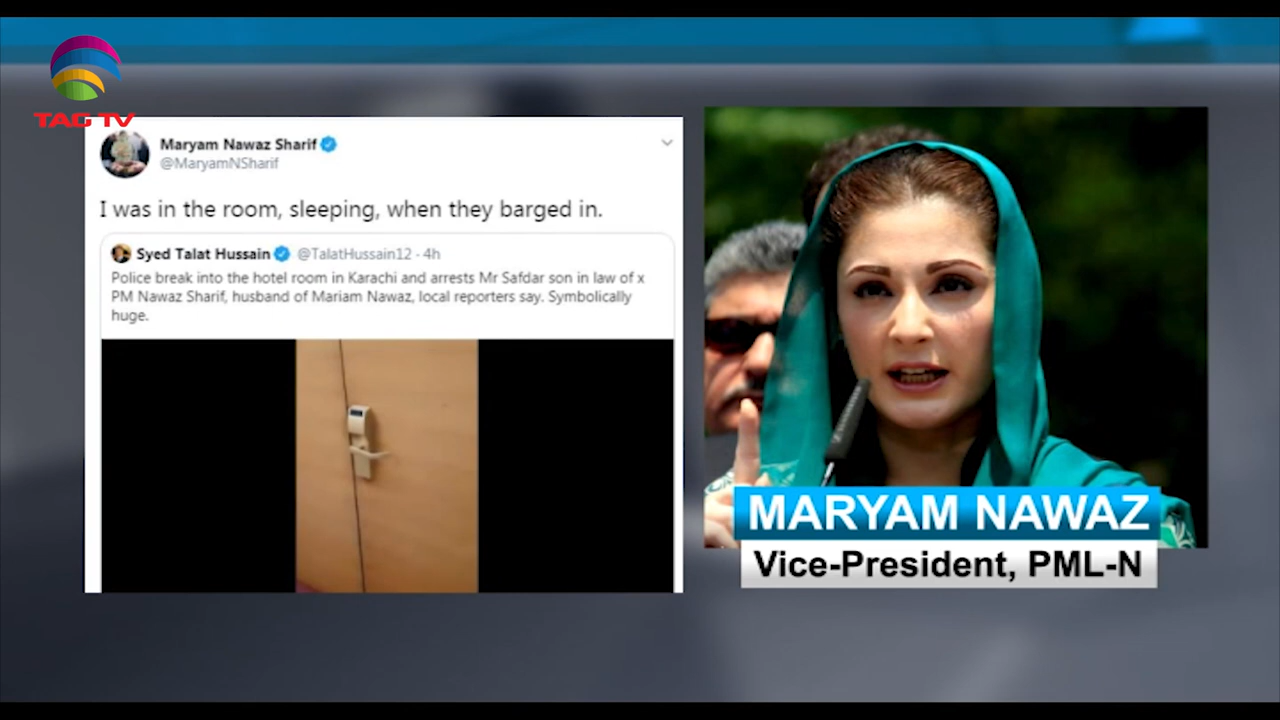 TAG TV
Maryam Nawaz Sharif
@MaryamNSharif
I was in the room, sleeping, when they barged in.
Syed Talat Hussain @TalatHussain12 · 4h
Police break into the hotel room in Karachi and arrests Mr Safdar son in law of x
PM Nawaz Sharif, husband of Mariam Nawaz, local reporters say. Symbolically
huge.
MARYAM NAWAZ
Vice-President, PML-N